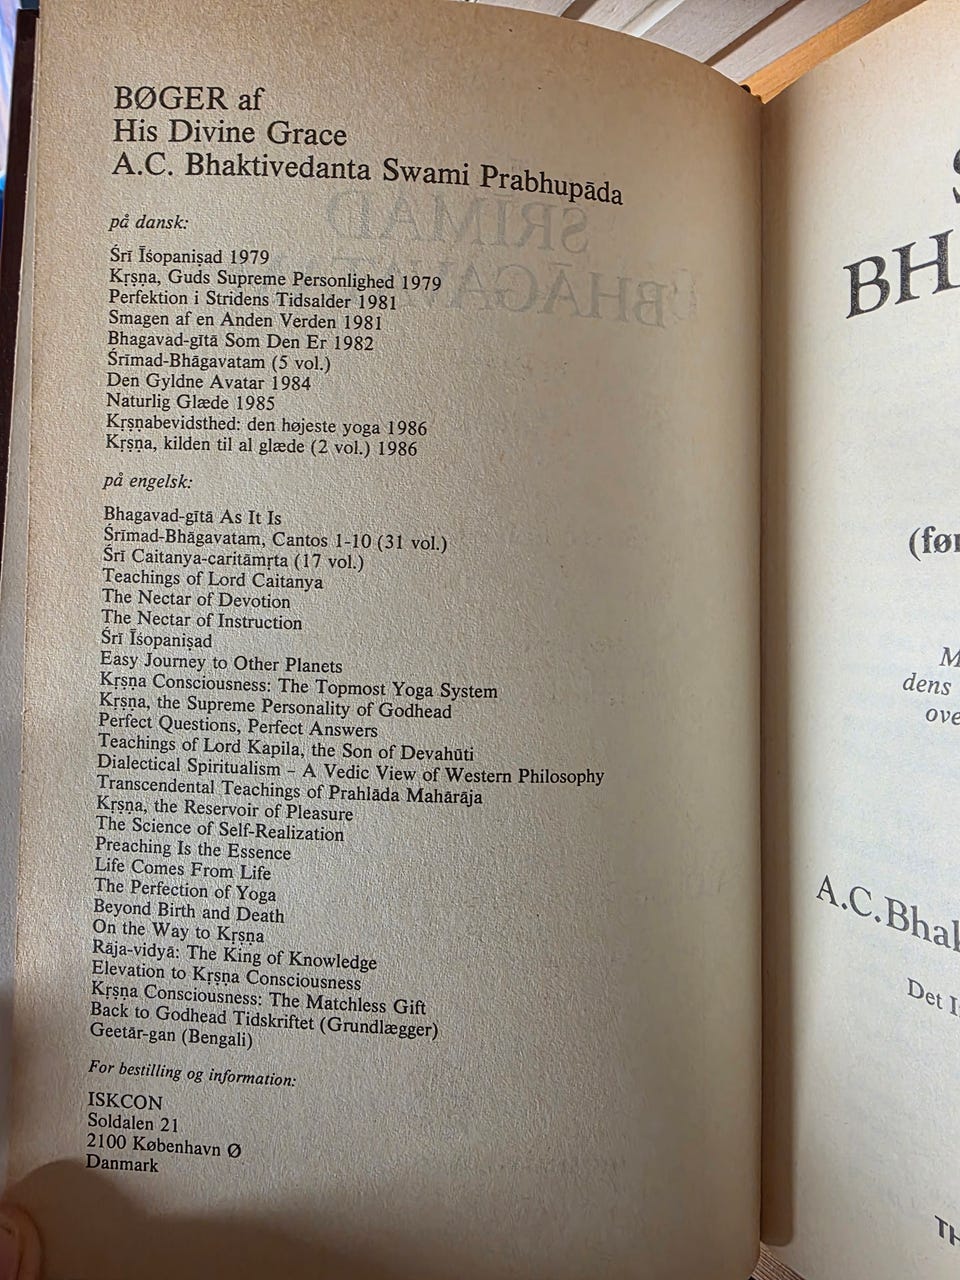 BØGER af
His Divine Grace
A.C. Bhaktivedanta Swami Prabhupāda
på dansk:
Śrī Īśopaniṣad 1979
Kṛṣṇa, Guds Supreme Personlighed 1979
Perfektion i Stridens Tidsalder 1981
Smagen af en Anden Verden 1981
Bhagavad-gītā Som Den Er 1982
Śrīmad-Bhāgavatam (5 vol.)
Den Gyldne Avatar 1984
Naturlig Glæde 1985
Kṛṣṇabevidsthed: den højeste yoga 1986
Kṛṣṇa, kilden til al glæde (2 vol.) 1986
på engelsk:
Bhagavad-gītā As It Is
Śrīmad-Bhāgavatam, Cantos 1-10 (31 vol.)
Śrī Caitanya-caritāmṛta (17 vol.)
Teachings of Lord Caitanya
The Nectar of Devotion
The Nectar of Instruction
Śrī Īśopaniṣad
Easy Journey to Other Planets
Kṛṣṇa Consciousness: The Topmost Yoga System
Kṛṣṇa, the Supreme Personality of Godhead
Perfect Questions, Perfect Answers
Teachings of Lord Kapila, the Son of Devahūti
Dialectical Spiritualism – A Vedic View of Western Philosophy
Transcendental Teachings of Prahlāda Mahārāja
Kṛṣṇa, the Reservoir of Pleasure
The Science of Self-Realization
Preaching Is the Essence
Life Comes From Life
The Perfection of Yoga
Beyond Birth and Death
On the Way to Kṛṣṇa
Rāja-vidyā: The King of Knowledge
Elevation to Kṛṣṇa Consciousness
Kṛṣṇa Consciousness: The Matchless Gift
Back to Godhead Tidskriftet (Grundlægger)
Geetār-gan (Bengali)
For bestilling og information:
ISKCON
Soldalen 21
2100 København Ø
Danmark
BH
(før
dens
ove
A.C.Bhak
Det I
TH